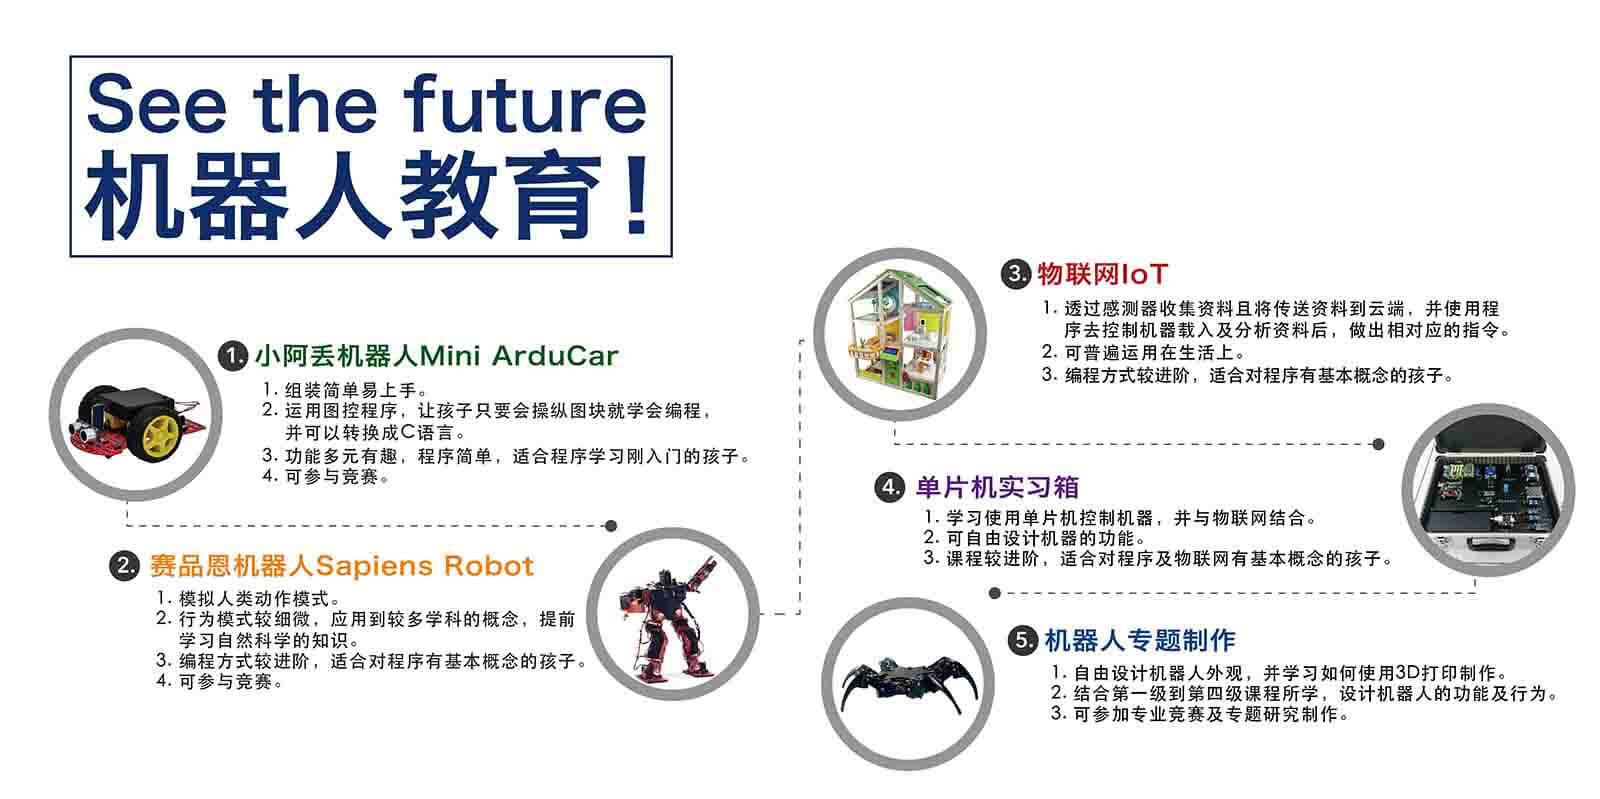 See the future
机器人教育！
1. 小阿丢机器人Mini ArduCar
1. 组装简单易上手。
2. 运用图控程序，让孩子只要会操纵图块就学会编程，
并可以转换成C语言。
3. 功能多元有趣，程序简单，适合程序学习刚入门的孩子。
4. 可参与竞赛。
2. 赛品恩机器人Sapiens Robot
1. 模拟人类动作模式。
2. 行为模式较细微，应用到较多学科的概念，提前
学习自然科学的知识。
3. 编程方式较进阶，适合对程序有基本概念的孩子。
4. 可参与竞赛。
3. 物联网IoT
1. 透过感测器收集资料且将传送资料到云端，并使用程
序去控制机器载入及分析资料后，做出相对应的指令。
2. 可普遍运用在生活上。
3. 编程方式较进阶，适合对程序有基本概念的孩子。
4. 单片机实习箱
1. 学习使用单片机控制机器，并与物联网结合。
2. 可自由设计机器的功能。
3. 课程较进阶，适合对程序及物联网有基本概念的孩子。
5. 机器人专题制作
1. 自由设计机器人外观，并学习如何使用3D打印制作。
2. 结合第一级到第四级课程所学，设计机器人的功能及行为。
3. 可参加专业竞赛及专题研究制作。